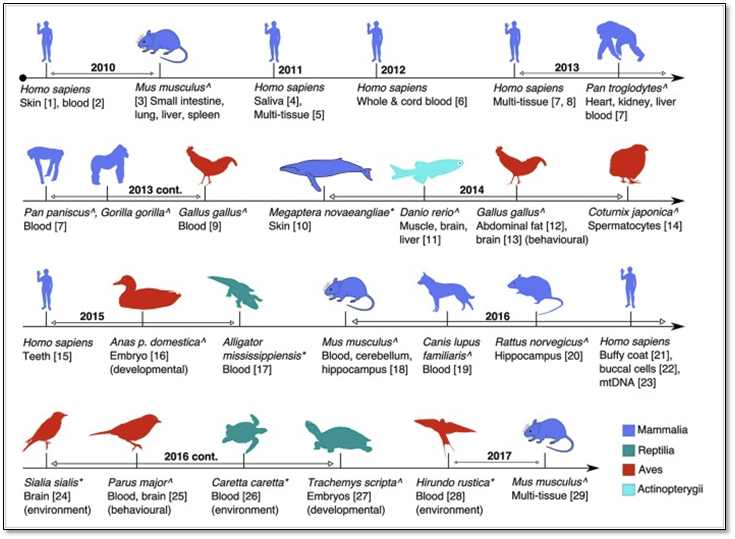 2010
2011
2012
2013
Homo sapiens
Skin [1], blood [2]
Mus musculus^
[3] Small intestine,
lung, liver, spleen
Homo sapiens
Saliva [4],
Multi-tissue [5]
Homo sapiens
Whole & cord blood [6]
Homo sapiens
Multi-tissue [7, 8]
Pan troglodytes^
Heart, kidney, liver
blood [7]
2013 cont.
2014
Pan paniscus^, Gorilla gorilla^
Blood [7]
Gallus gallus^
Blood [9]
Megaptera novaeangliae*
Skin [10]
Danio rerio^
Muscle, brain,
liver [11]
Gallus gallus^
Abdominal fat [12],
brain [13] (behavioural)
Coturnix japonica^
Spermatocytes [14]
2015
2016
Homo sapiens
Teeth [15]
Anas p. domestica^
Embryo [16]
(developmental)
Alligator
mississippiensis*
Blood [17]
Mus musculus^
Blood, cerebellum,
hippocampus [18]
Canis lupus
familiaris^
Blood [19]
Rattus norvegicus^
Hippocampus [20]
Homo sapiens
Buffy coat [21],
buccal cells [22],
mtDNA [23]
2016 cont.
2017
Sialia sialis*
Brain [24]
(environment)
Parus major^
Blood, brain [25]
(behavioural)
Caretta caretta*
Blood [26]
(environment)
Trachemys scripta^
Embryos [27]
(developmental)
Hirundo rustica*
Blood [28]
(environment)
Mus musculus^
Multi-tissue [29]
Mammalia
Reptilia
Aves
Actinopterygii